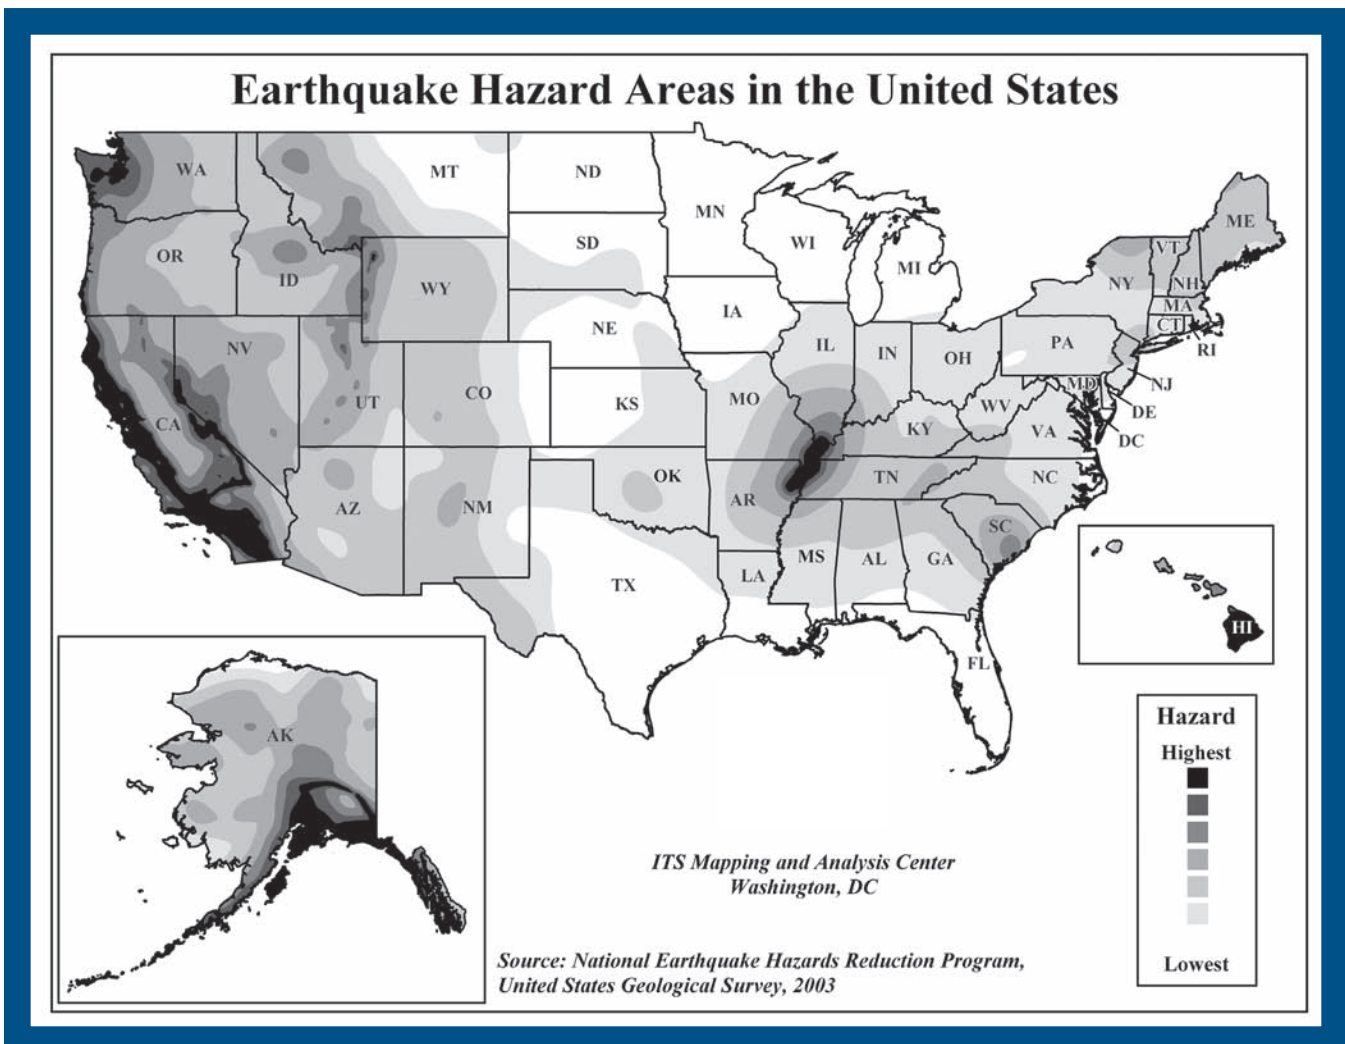 Earthquake Hazard Areas in the United States
WA
MT
ND
MN
WI
MI
ME
VT
NH
NY
MA
CT
RI
OR
ID
WY
SD
IA
NE
NV
UT
CO
KS
MO
IL
IN
OH
PA
NJ
MD
DE
DC
WV
VA
KY
CA
AZ
NM
OK
AR
TN
NC
SC
TX
LA
MS
AL
GA
FL
HI
AK
Hazard
Highest
Lowest
ITS Mapping and Analysis Center
Washington, DC
Source: National Earthquake Hazards Reduction Program,
United States Geological Survey, 2003